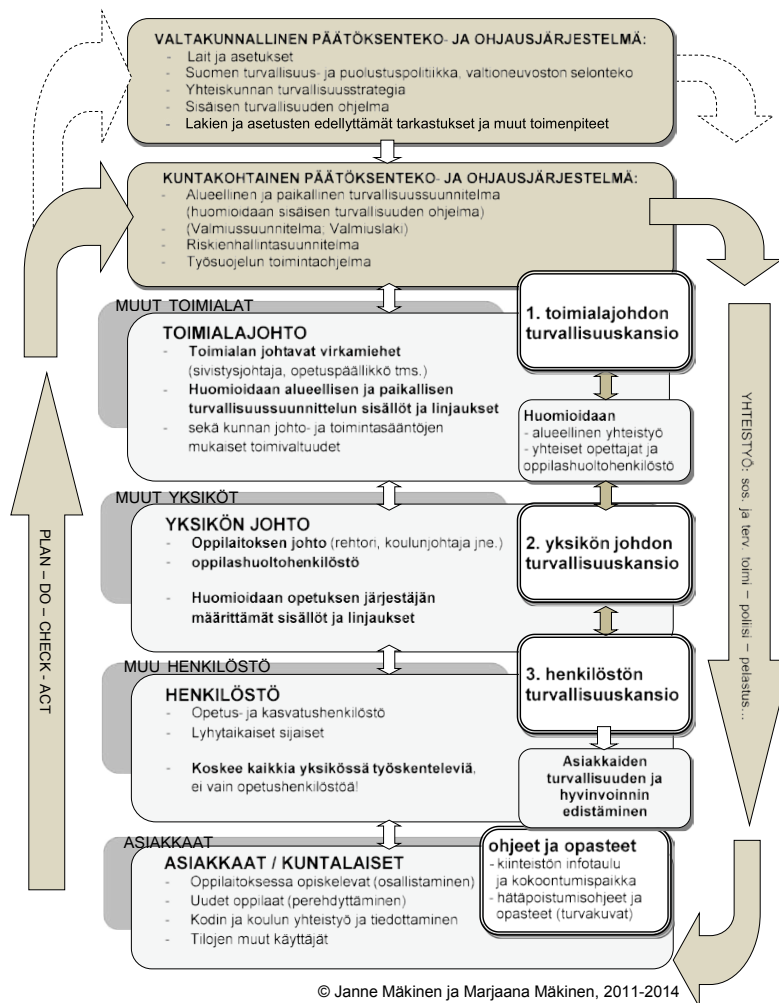 VALTAKUNNALLINEN PÄÄTÖKSENTEKO- JA OHJAUSJÄRJESTELMÄ:
- Lait ja asetukset
- Suomen turvallisuus- ja puolustuspolitiikka, valtioneuvoston selonteko
- Yhteiskunnan turvallisuusstrategia
- Sisäisen turvallisuuden ohjelma
- Lakien ja asetusten edellyttämät tarkastukset ja muut toimenpiteet
KUNTAKOHTAINEN PÄÄTÖKSENTEKO- JA OHJAUSJÄRJESTELMÄ:
- Alueellinen ja paikallinen turvallisuussuunnitelma
(huomioidaan sisäisen turvallisuuden ohjelma)
- (Valmiussuunnitelma; Valmiuslaki)
- Riskienhallintasuunnitelma
- Työsuojelun toimintaohjelma
MUUT TOIMIALAT
TOIMIALAJOHTO
- Toimialan johtavat virkamiehet
(sivistysjohtaja, opetuspäällikkö tms.)
- Huomioidaan alueellisen ja paikallisen
turvallisuussuunnittelun sisällöt ja linjaukset
- sekä kunnan johto- ja toimintasääntöjen
mukaiset toimivaltuudet
1. toimialajohdon
turvallisuuskansio
Huomioidaan
- alueellinen yhteistyö
- yhteiset opettajat ja
oppilashuoltohenkilöstö
MUUT YKSIKÖT
YKSIKÖN JOHTO
- Oppilaitoksen johto (rehtori, koulunjohtaja jne.)
- oppilashuoltohenkilöstö
- Huomioidaan opetuksen järjestäjän
määrittämät sisällöt ja linjaukset
2. yksikön johdon
turvallisuuskansio
MUU HENKILÖSTÖ
HENKILÖSTÖ
- Opetus- ja kasvatushenkilöstö
- Lyhytaikaiset sijaiset
- Koskee kaikkia yksikössä työskenteleviä,
ei vain opetushenkilöstöä!
3. henkilöstön
turvallisuuskansio
Asiakkaiden
turvallisuuden ja
hyvinvoinnin
edistäminen
ASIAKKAAT
ASIAKKAAT / KUNTALAISET
- Oppilaitoksessa opiskelevat (osallistaminen)
- Uudet oppilaat (perehdyttäminen)
- Kodin ja koulun yhteistyö ja tiedottaminen
- Tilojen muut käyttäjät
ohjeet ja opasteet
- kiinteistön infotaulu
ja kokoontumispaikka
- hätäpoistumisohjeet ja
opasteet (turvakuvat)
PLAN – DO – CHECK - ACT
YHTEISTYÖ: sos. ja terv. toimi – poliisi – pelastus...
© Janne Mäkinen ja Marjaana Mäkinen, 2011-2014